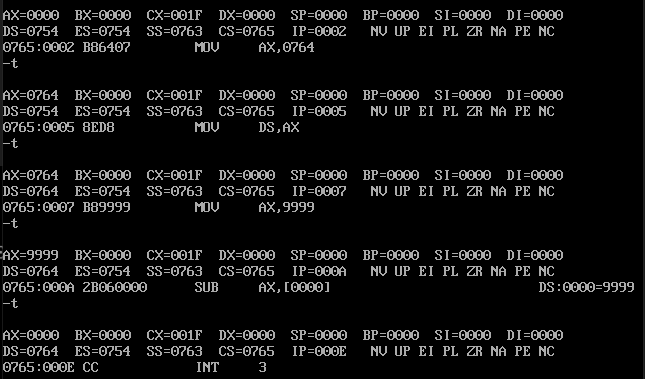 AX=0000  BX=0000  CX=001F  DX=0000  SP=0000  BP=0000  SI=0000  DI=0000
DS=0754  ES=0754  SS=0763  CS=0765  IP=0002   NV UP EI PL ZR NA PE NC
0765:0002 B86407        MOV     AX,0764
-t
AX=0764  BX=0000  CX=001F  DX=0000  SP=0000  BP=0000  SI=0000  DI=0000
DS=0754  ES=0754  SS=0763  CS=0765  IP=0005   NV UP EI PL ZR NA PE NC
0765:0005 8ED8          MOV     DS,AX
-t
AX=0764  BX=0000  CX=001F  DX=0000  SP=0000  BP=0000  SI=0000  DI=0000
DS=0764  ES=0754  SS=0763  CS=0765  IP=0007   NV UP EI PL ZR NA PE NC
0765:0007 B89999        MOV     AX,9999
-t
AX=9999  BX=0000  CX=001F  DX=0000  SP=0000  BP=0000  SI=0000  DI=0000
DS=0764  ES=0754  SS=0763  CS=0765  IP=000A   NV UP EI PL ZR NA PE NC
0765:000A 2B060000      SUB     AX,[0000]                          DS:0000=9999
-t
AX=0000  BX=0000  CX=001F  DX=0000  SP=0000  BP=0000  SI=0000  DI=0000
DS=0764  ES=0754  SS=0763  CS=0765  IP=000E   NV UP EI PL ZR NA PE NC
0765:000E CC            INT     3